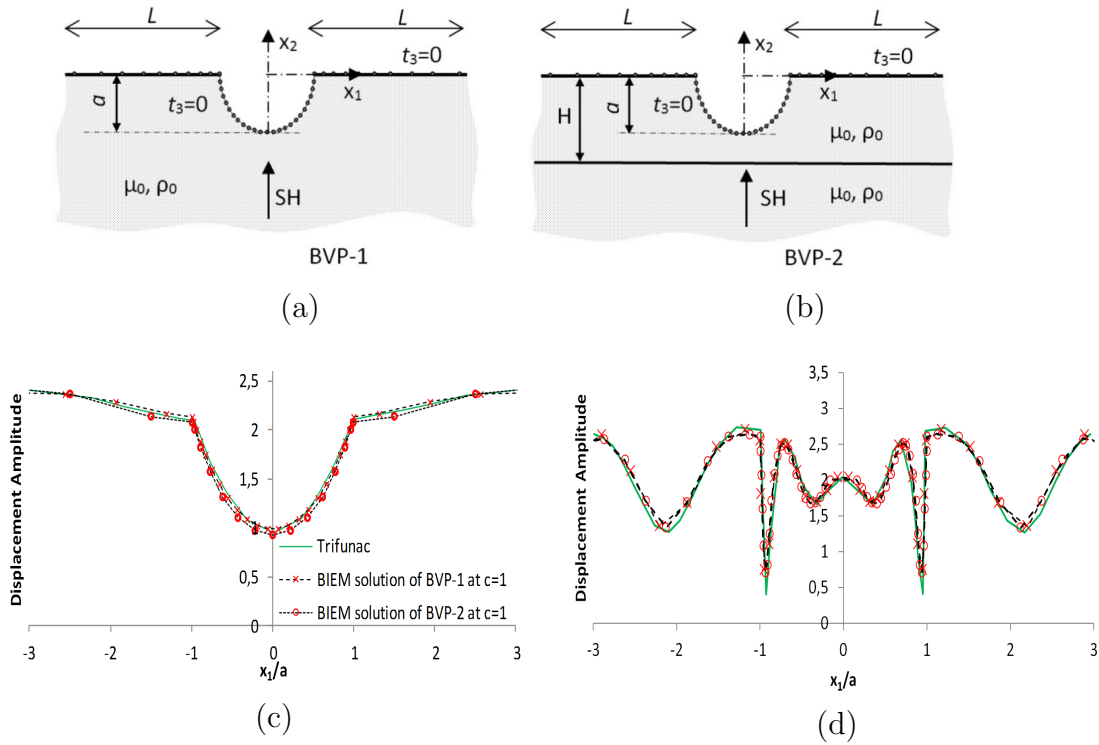 L L
x₂
t₃=0
x₁
a
t₃=0
μ₀, ρ₀
SH
BVP-1
(a)
L L
x₂
t₃=0
x₁
H
a
t₃=0
μ₀, ρ₀
SH
μ₀, ρ₀
BVP-2
(b)
Displacement Amplitude
2,5
2
1,5
1
0,5
0
Trifunac
BIEM solution of BVP-1 at c=1
BIEM solution of BVP-2 at c=1
-3 -2 -1 0 1 2 3
x₁/a
(c)
Displacement Amplitude
3,5
3
2,5
2
1,5
1
0,5
0
-3 -2 -1 0 1 2 3
x₁/a
(d)